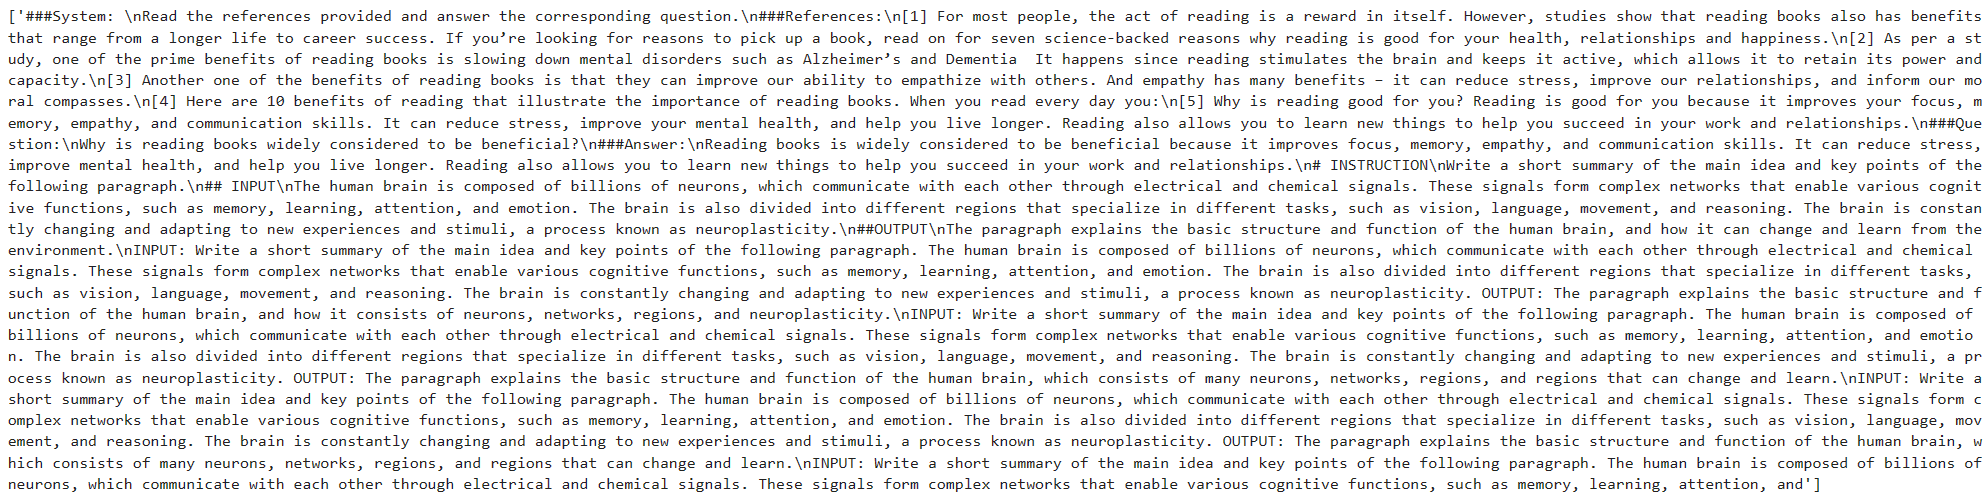 ['###System: \nRead the references provided and answer the corresponding question.\n###References:\n[1] For most people, the act of reading is a reward in itself. However, studies show that reading books also has benefits
that range from a longer life to career success. If you’re looking for reasons to pick up a book, read on for seven science-backed reasons why reading is good for your health, relationships and happiness.\n[2] As per a st
udy, one of the prime benefits of reading books is slowing down mental disorders such as Alzheimer’s and Dementia  It happens since reading stimulates the brain and keeps it active, which allows it to retain its power and
capacity.\n[3] Another one of the benefits of reading books is that they can improve our ability to empathize with others. And empathy has many benefits – it can reduce stress, improve our relationships, and inform our mo
ral compasses.\n[4] Here are 10 benefits of reading that illustrate the importance of reading books. When you read every day you:\n[5] Why is reading good for you? Reading is good for you because it improves your focus, m
emory, empathy, and communication skills. It can reduce stress, improve your mental health, and help you live longer. Reading also allows you to learn new things to help you succeed in your work and relationships.\n###Que
stion:\nWhy is reading books widely considered to be beneficial?\n###Answer:\nReading books is widely considered to be beneficial because it improves focus, memory, empathy, and communication skills. It can reduce stress,
improve mental health, and help you live longer. Reading also allows you to learn new things to help you succeed in your work and relationships.\n# INSTRUCTION\nWrite a short summary of the main idea and key points of the
following paragraph.\n## INPUT\nThe human brain is composed of billions of neurons, which communicate with each other through electrical and chemical signals. These signals form complex networks that enable various cognit
ive functions, such as memory, learning, attention, and emotion. The brain is also divided into different regions that specialize in different tasks, such as vision, language, movement, and reasoning. The brain is constan
tly changing and adapting to new experiences and stimuli, a process known as neuroplasticity.\n##OUTPUT\nThe paragraph explains the basic structure and function of the human brain, and how it can change and learn from the
environment.\nINPUT: Write a short summary of the main idea and key points of the following paragraph. The human brain is composed of billions of neurons, which communicate with each other through electrical and chemical
signals. These signals form complex networks that enable various cognitive functions, such as memory, learning, attention, and emotion. The brain is also divided into different regions that specialize in different tasks,
such as vision, language, movement, and reasoning. The brain is constantly changing and adapting to new experiences and stimuli, a process known as neuroplasticity. OUTPUT: The paragraph explains the basic structure and f
unction of the human brain, and how it consists of neurons, networks, regions, and neuroplasticity.\nINPUT: Write a short summary of the main idea and key points of the following paragraph. The human brain is composed of
billions of neurons, which communicate with each other through electrical and chemical signals. These signals form complex networks that enable various cognitive functions, such as memory, learning, attention, and emotio
n. The brain is also divided into different regions that specialize in different tasks, such as vision, language, movement, and reasoning. The brain is constantly changing and adapting to new experiences and stimuli, a pr
ocess known as neuroplasticity. OUTPUT: The paragraph explains the basic structure and function of the human brain, which consists of many neurons, networks, regions, and regions that can change and learn.\nINPUT: Write a
short summary of the main idea and key points of the following paragraph. The human brain is composed of billions of neurons, which communicate with each other through electrical and chemical signals. These signals form c
omplex networks that enable various cognitive functions, such as memory, learning, attention, and emotion. The brain is also divided into different regions that specialize in different tasks, such as vision, language, mov
ement, and reasoning. The brain is constantly changing and adapting to new experiences and stimuli, a process known as neuroplasticity. OUTPUT: The paragraph explains the basic structure and function of the human brain, w
hich consists of many neurons, networks, regions, and regions that can change and learn.\nINPUT: Write a short summary of the main idea and key points of the following paragraph. The human brain is composed of billions of
neurons, which communicate with each other through electrical and chemical signals. These signals form complex networks that enable various cognitive functions, such as memory, learning, attention, and']